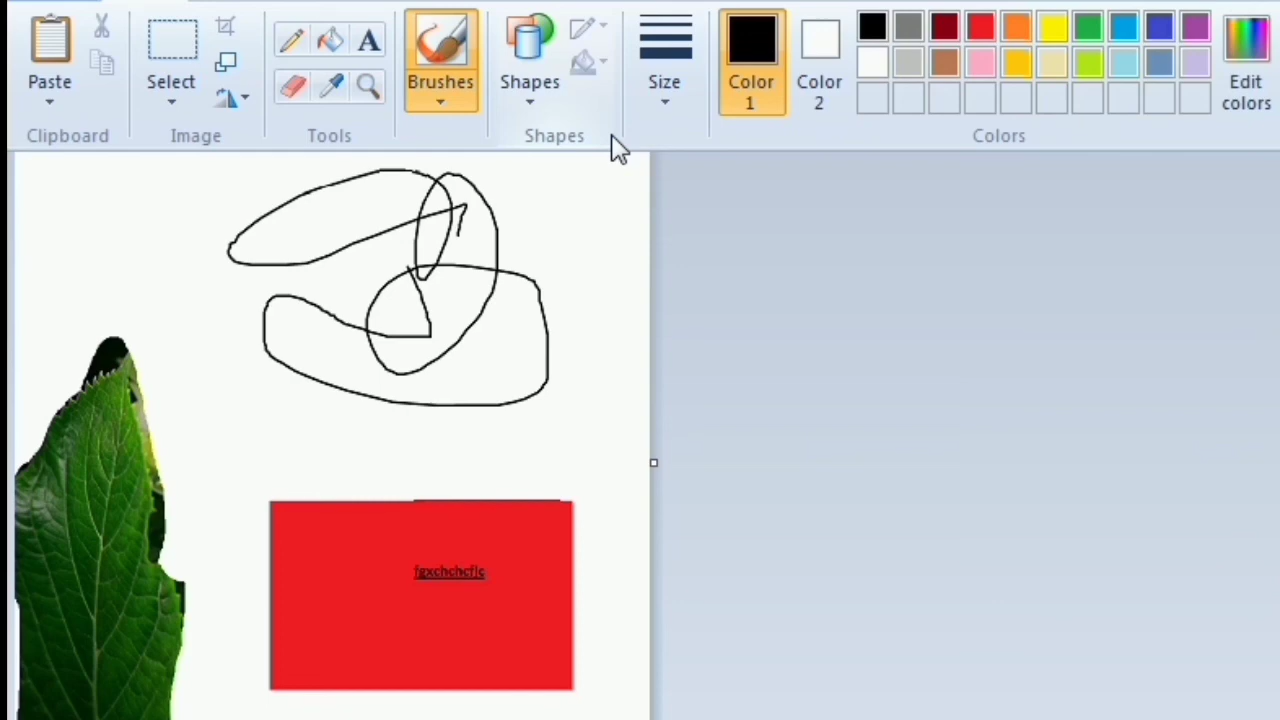 Paste
Select
A
Brushes
Shapes
Size
Color
1
Color
2
Edit
colors
Clipboard
Image
Tools
Shapes
Colors